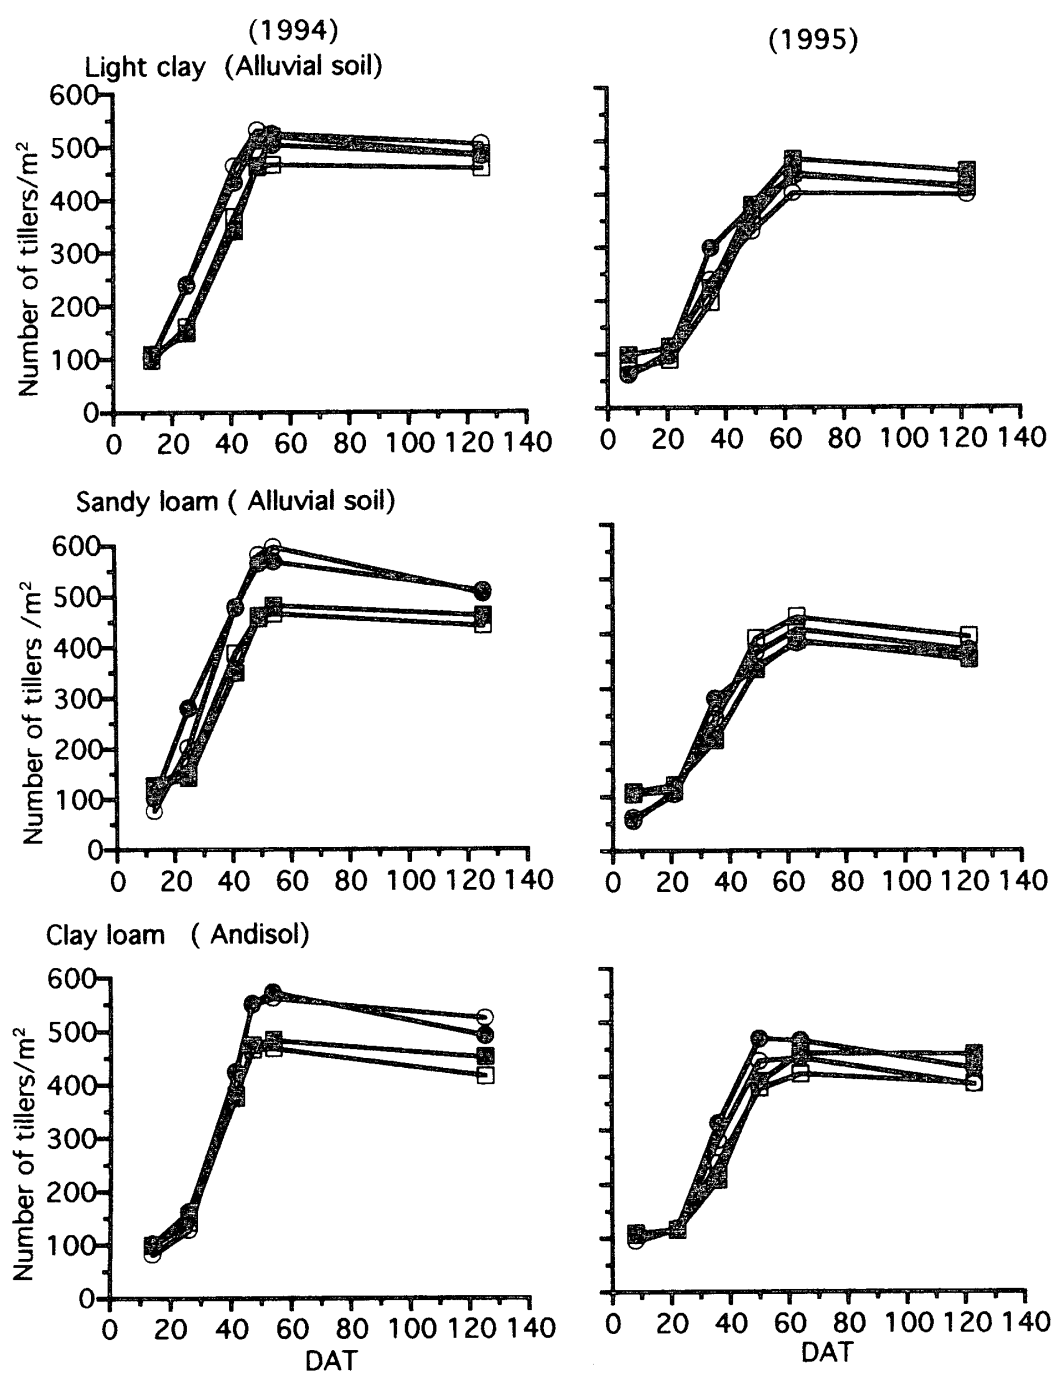 (1994)
(1995)
Light clay (Alluvial soil)
Number of tillers/m²
600
500
400
300
200
100
0
0 20 40 60 80 100 120 140
0 20 40 60 80 100 120 140
Sandy loam ( Alluvial soil)
Number of tillers /m²
600
500
400
300
200
100
0
0 20 40 60 80 100 120 140
0 20 40 60 80 100 120 140
Clay loam ( Andisol)
Number of tillers/m²
600
500
400
300
200
100
0
0 20 40 60 80 100 120 140
0 20 40 60 80 100 120 140
DAT
DAT